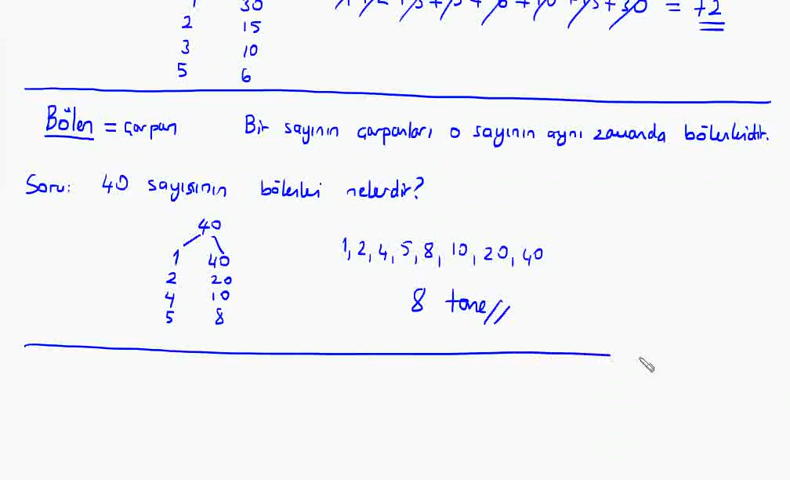 30
2 15
3 10
5 6
= 72
Bölen = çarpan Bir sayının çarpanları o sayının aynı zamanda bölenleridir.
Soru: 40 sayısının bölenleri nelerdir?
40
1 40
2 20
4 10
5 8
1, 2, 4, 5, 8, 10, 20, 40
8 tane//